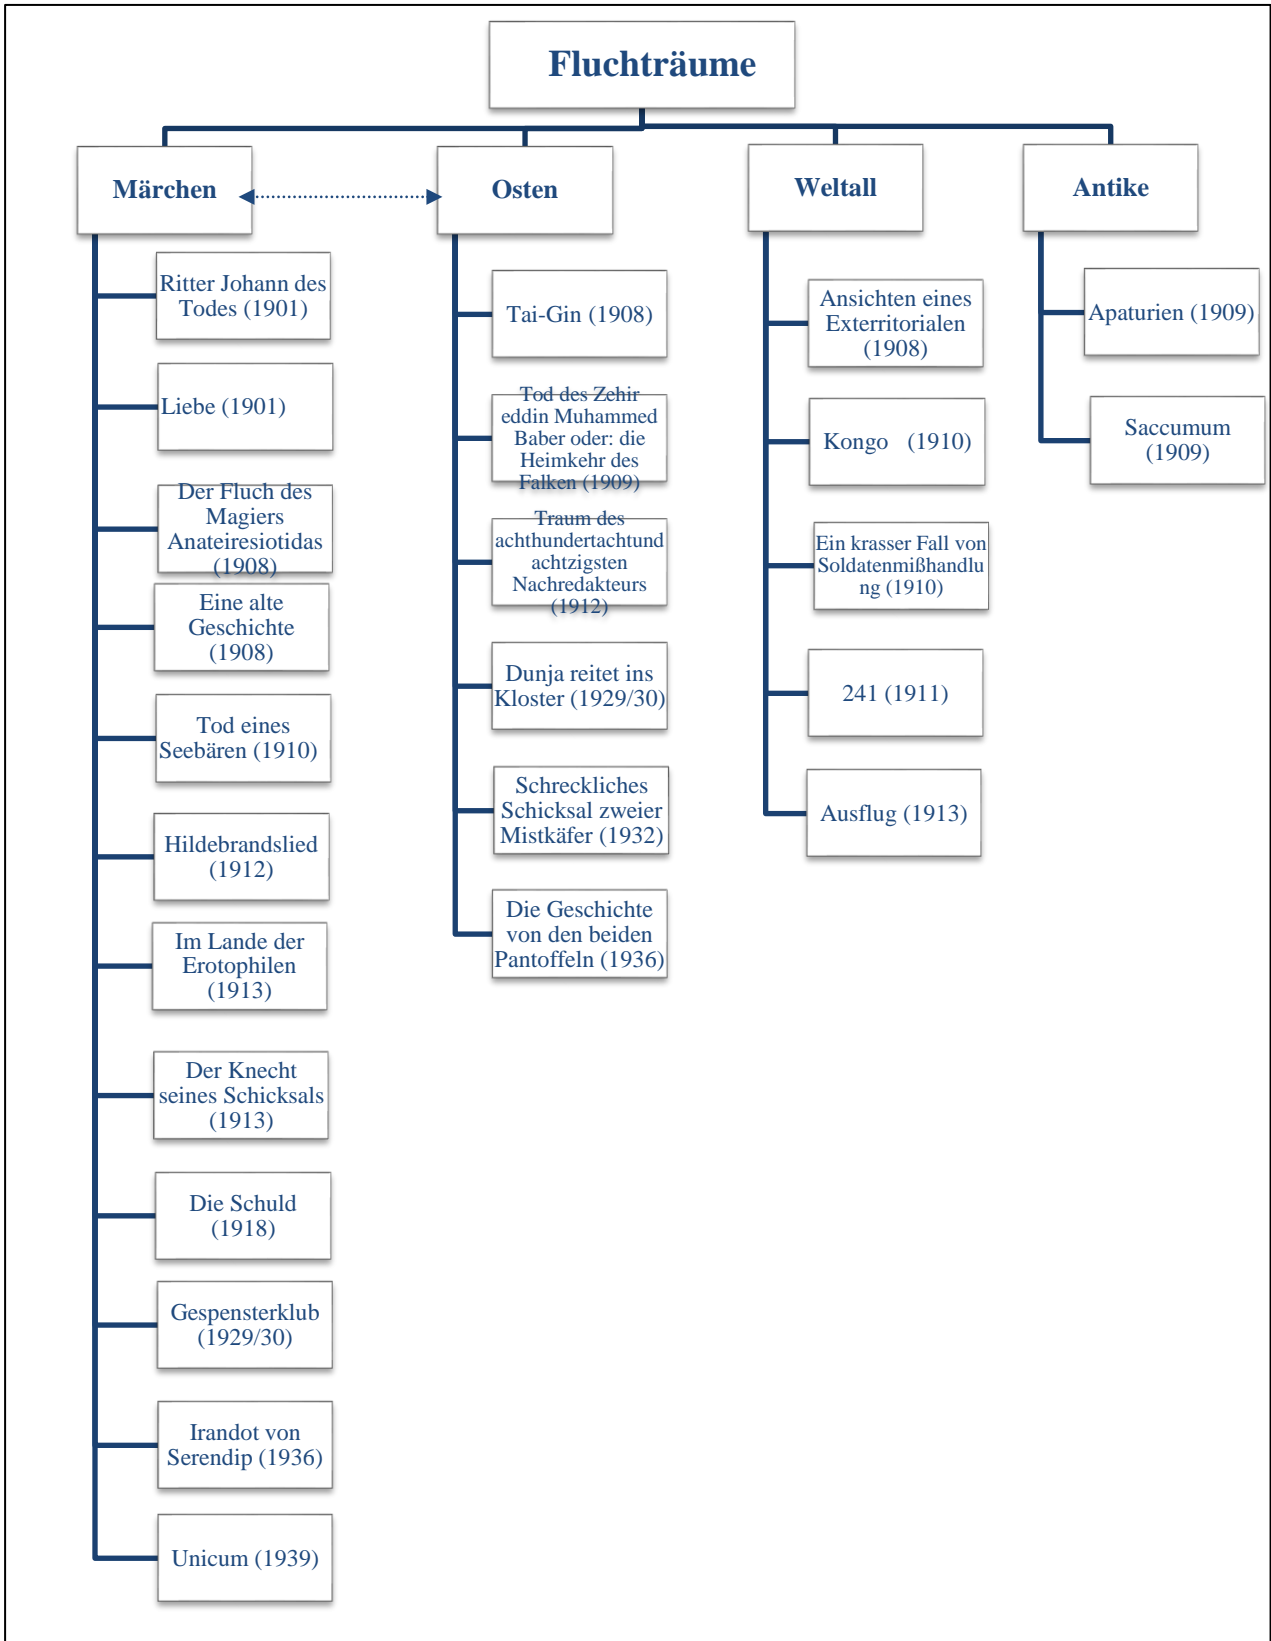 Fluchträume
Märchen
Osten
Weltall
Antike
Ritter Johann des
Todes (1901)
Liebe (1901)
Der Fluch des
Magiers
Anateiresiotidas
(1908)
Eine alte
Geschichte
(1908)
Tod eines
Seebären (1910)
Hildebrandslied
(1912)
Im Lande der
Erotophilen
(1913)
Der Knecht
seines Schicksals
(1913)
Die Schuld
(1918)
Gespensterklub
(1929/30)
Irandot von
Serendip (1936)
Unicum (1939)
Tai-Gin (1908)
Tod des Zehir
eddin Muhammed
Baber oder: die
Heimkehr des
Falken (1909)
Traum des
achthundertachtund
achtzigsten
Nachredakteurs
(1912)
Dunja reitet ins
Kloster (1929/30)
Schreckliches
Schicksal zweier
Mistkäfer (1932)
Die Geschichte
von den beiden
Pantoffeln (1936)
Ansichten eines
Exterritorialen
(1908)
Kongo (1910)
Ein krasser Fall von
Soldatenmißhandlu
ng (1910)
241 (1911)
Ausflug (1913)
Apaturien (1909)
Saccumum
(1909)